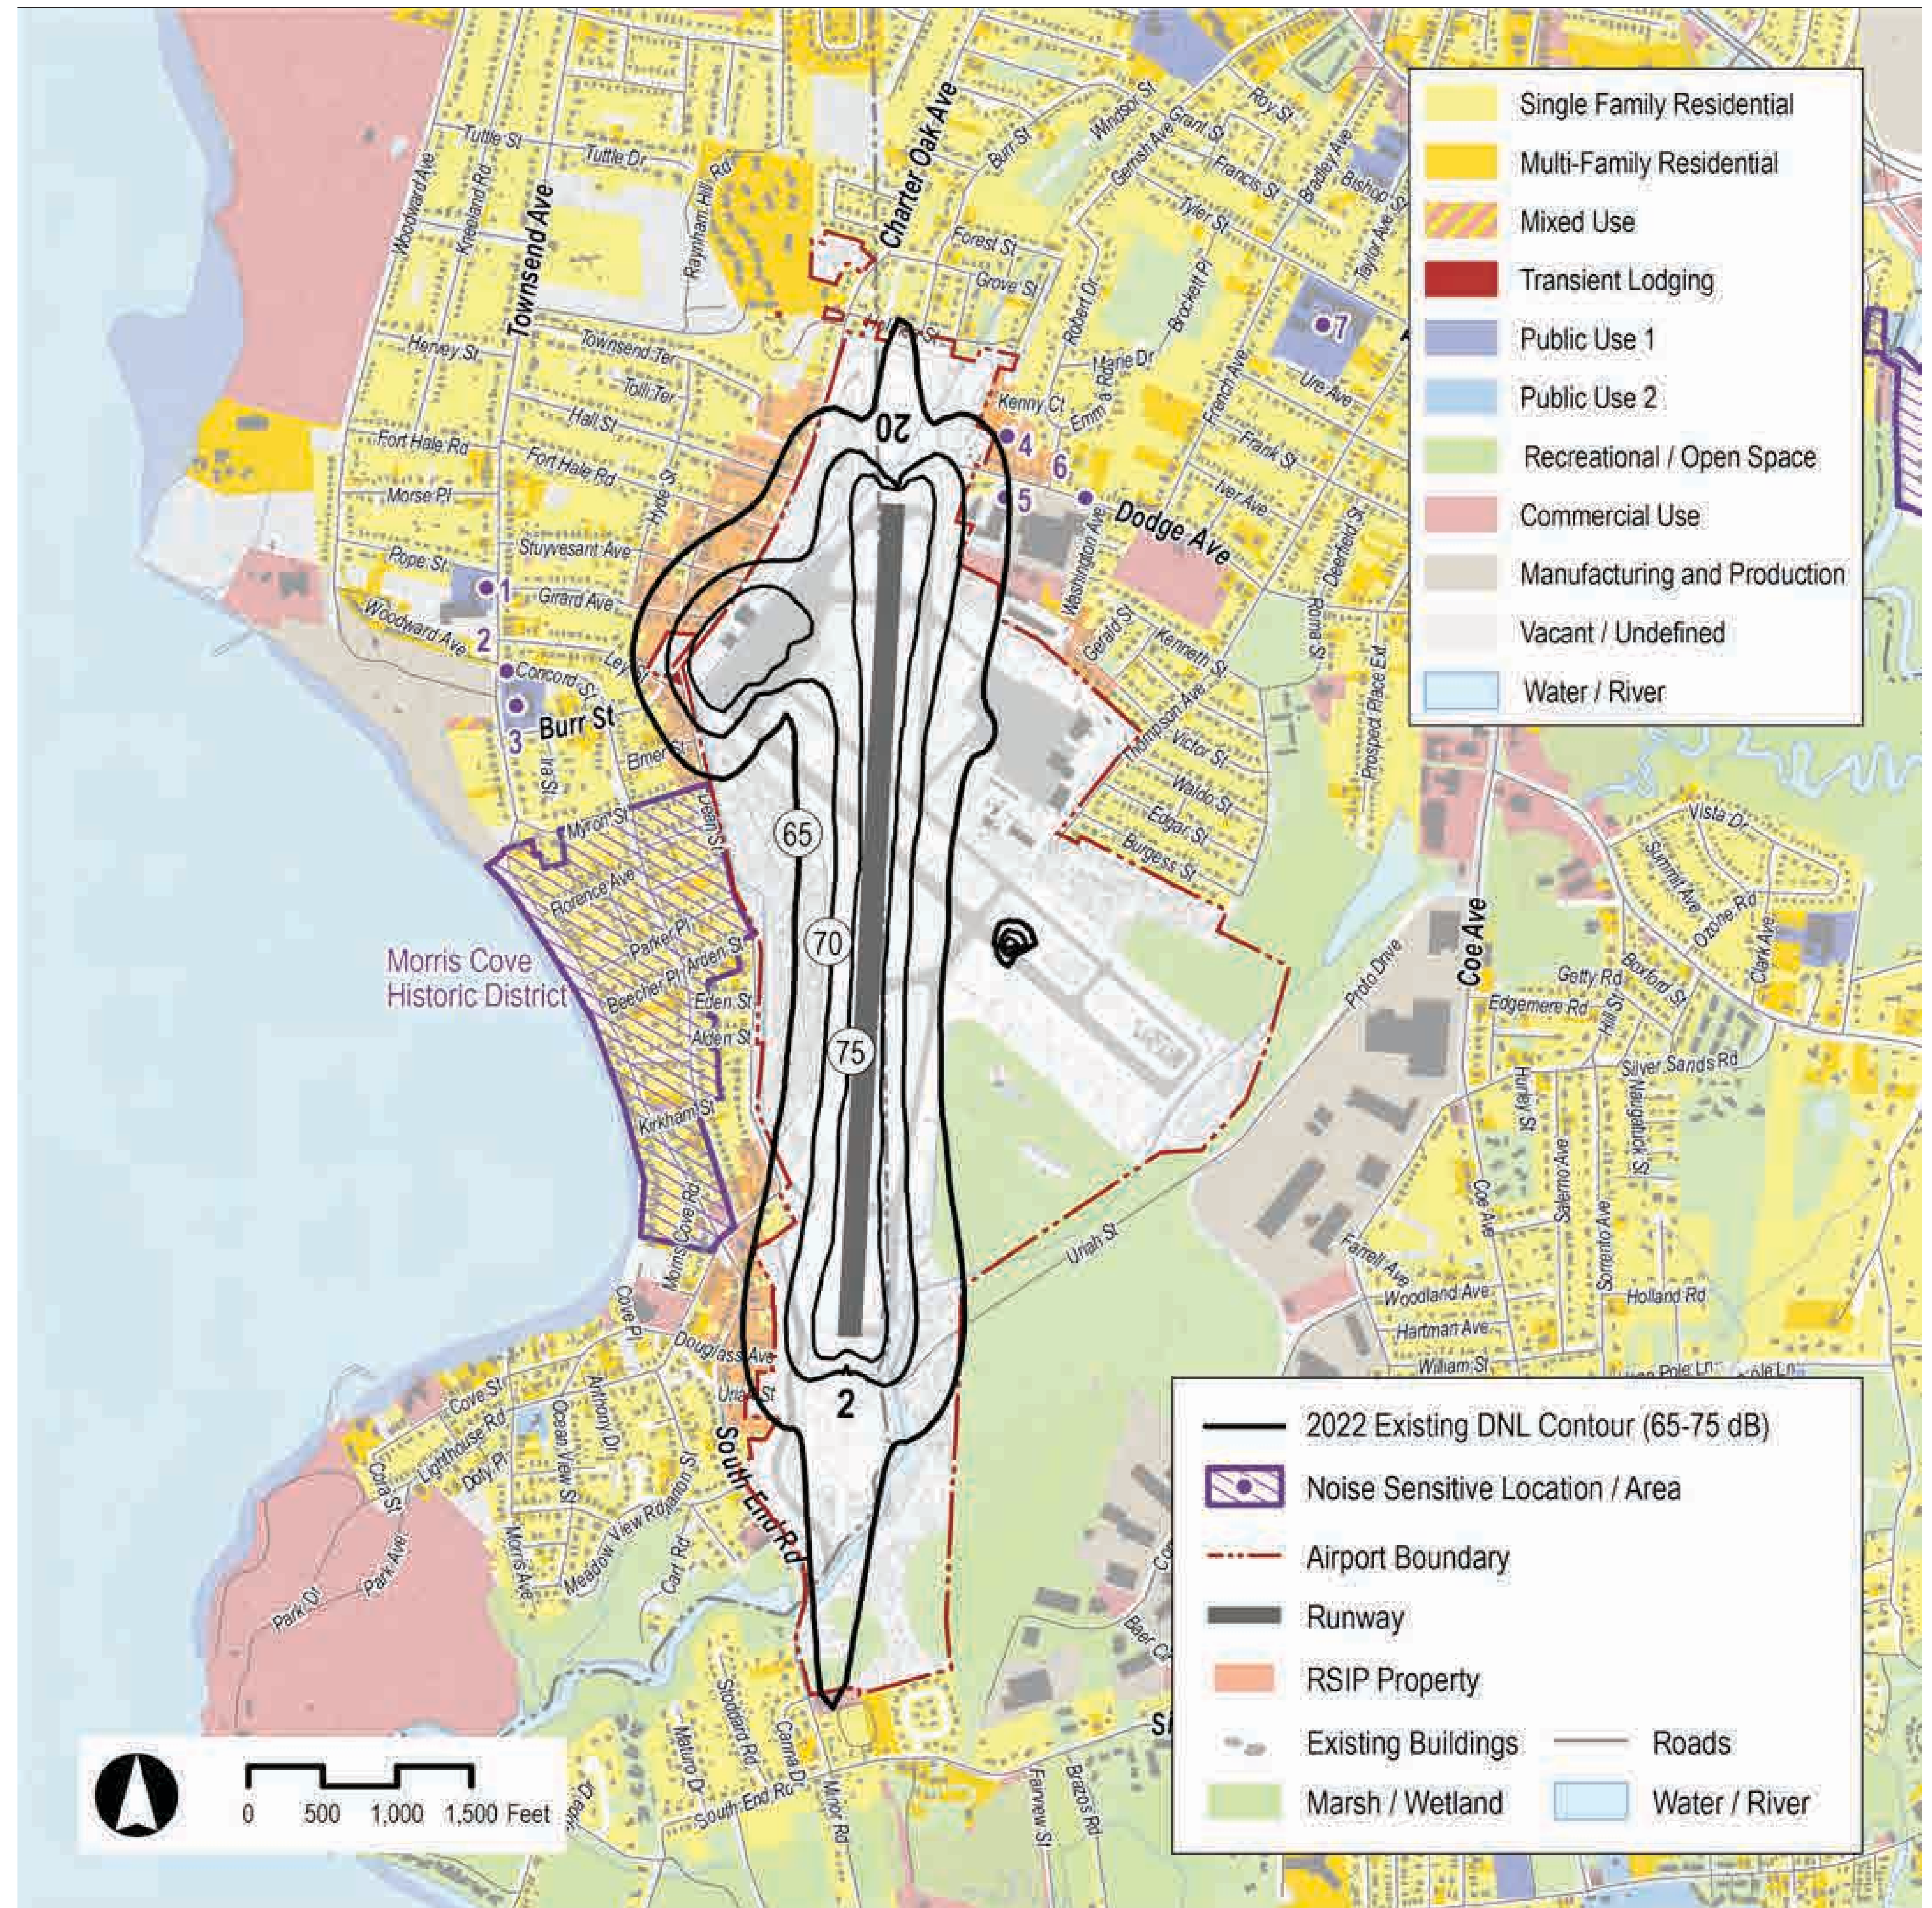 Tuttle St
Tuttle Dr
Woodward Ave
Kneeland Rd
Townsend Ave
Raynham Hill Rd
Charter Oak Ave
Burr St
Windsor St
Grant St
Roy St
Gerrish Ave
Francis St
Bradley Ave
Bishop St
Tyler St
Taylor Ave
Forest St
Grove St
Robert Dr
Brockett Pl
7
Hervey St
Townsend Ter
Tolli Ter
Hall St
Marie Dr
Ure Ave
French Ave
Kenny Ct
Emma Rd
20
4
6
5
Fort Hale Rd
Fort Hale Rd
Morse Pl
Hyde St
Frank St
Iver Ave
Dodge Ave
Washington Ave
Deerfield St
Stuyvesant Ave
Pope St
1
Girard Ave
Woodward Ave
2
Concord St
Ley St
3
Burr St
Elmer St
Ira St
Gerald St
Kenneth St
Roma St
Prospect Place Ext
Thompson Ave
Victor St
Waldo St
Edgar St
Burgess St
Myron St
Dean St
65
70
75
Florence Ave
Parker Pl
Beecher Pl
Arden St
Eden St
Alden St
Kirkham St
Morris Cove
Historic District
Morris Cove Rd
Cove Pl
Douglass Ave
Uriah St
2
South End Rd
Cove St
Lighthouse Rd
Doty Pl
Cora St
Ocean View St
Anthony Dr
Morris Ave
Meadow View Rd
Cart Rd
Park Dr
Park Ave
Stoddard Rd
Maturo Dr
Canna Dr
South End Rd
Minor Rd
Farview St
Brazos Rd
Uriah St
Proto Drive
Coe Ave
Vista Dr
Summit Ave
Ozone Rd
Clark Ave
Getty Rd
Boxford St
Edgemere Rd
Hill St
Silver Sands Rd
Hurley St
Naugatuck St
Salerno Ave
Coe Ave
Sorrento Ave
Farrell Ave
Woodland Ave
Holland Rd
Hartman Ave
William St
Baer Ci
Single Family Residential
Multi-Family Residential
Mixed Use
Transient Lodging
Public Use 1
Public Use 2
Recreational / Open Space
Commercial Use
Manufacturing and Production
Vacant / Undefined
Water / River
2022 Existing DNL Contour (65-75 dB)
Noise Sensitive Location / Area
Airport Boundary
Runway
RSIP Property
Existing Buildings
Roads
Marsh / Wetland
Water / River
0 500 1,000 1,500 Feet